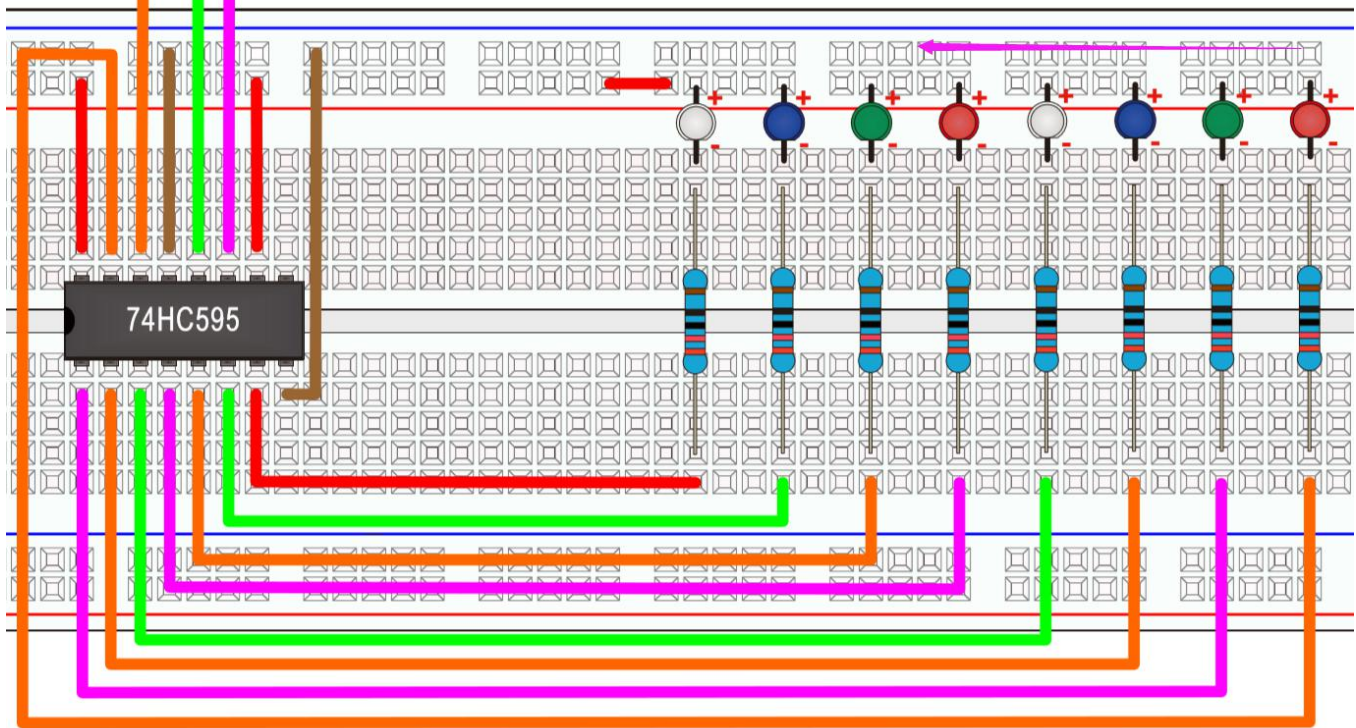 + + + + + + + +
- - - - - - - -
74HC595